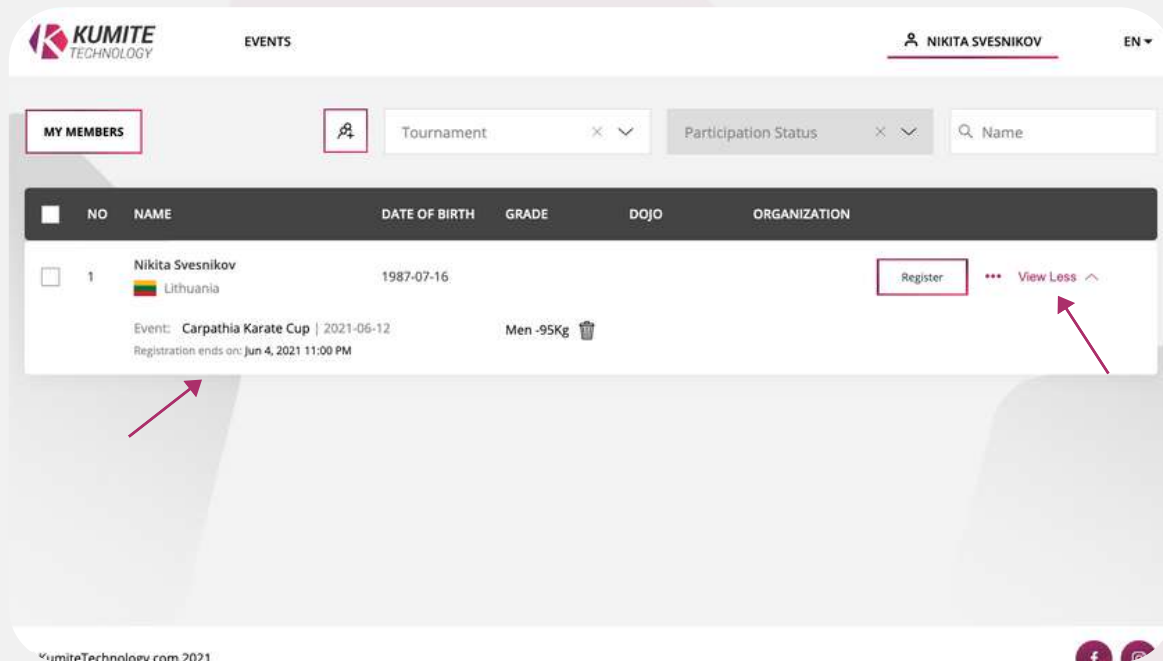 KUMITE
TECHNOLOGY
EVENTS
NIKITA SVESNIKOV
EN
MY MEMBERS
Tournament
Participation Status
Name
NO NAME DATE OF BIRTH GRADE DOJO ORGANIZATION
1 Nikita Svesnikov 1987-07-16 Register ••• View Less
Lithuania
Event: Carpathia Karate Cup | 2021-06-12 Men -95Kg
Registration ends on: Jun 4, 2021 11:00 PM
KumiteTechnology.com 2021